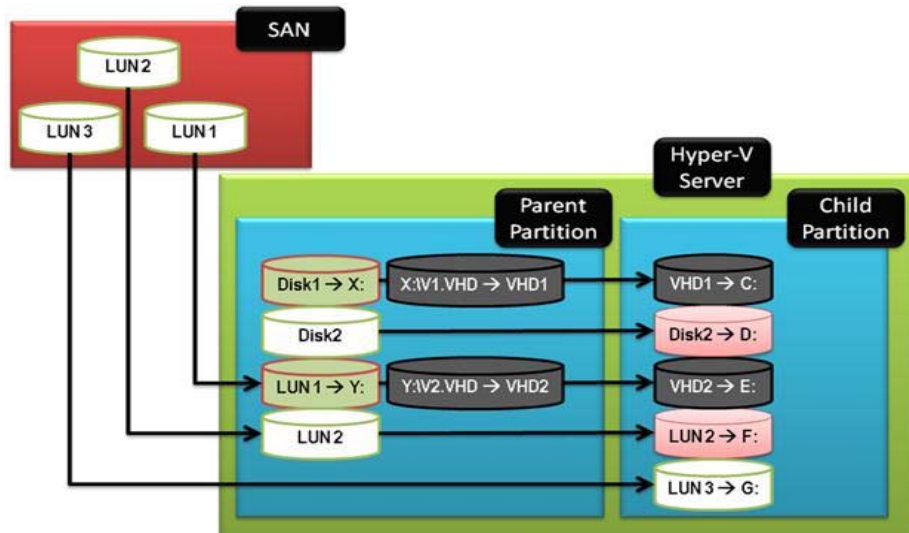 SAN
LUN 2
LUN 3
LUN 1
Hyper-V
Server
Parent
Partition
Child
Partition
Disk1 → X:
X:\V1.VHD → VHD1
VHD1 → C:
Disk2
Disk2 → D:
LUN 1 → Y:
Y:\V2.VHD → VHD2
VHD2 → E:
LUN 2
LUN 2 → F:
LUN 3 → G: